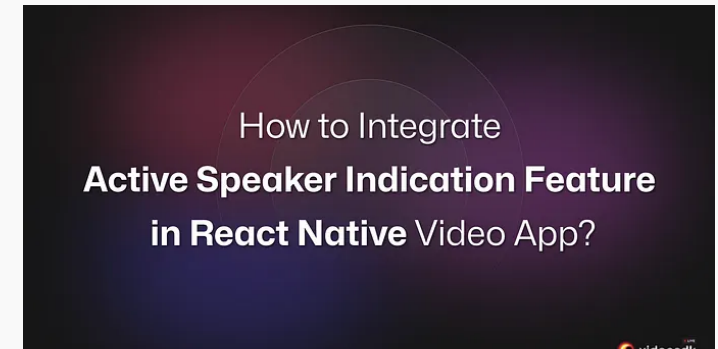 How to Integrate
Active Speaker Indication Feature
in React Native Video App?